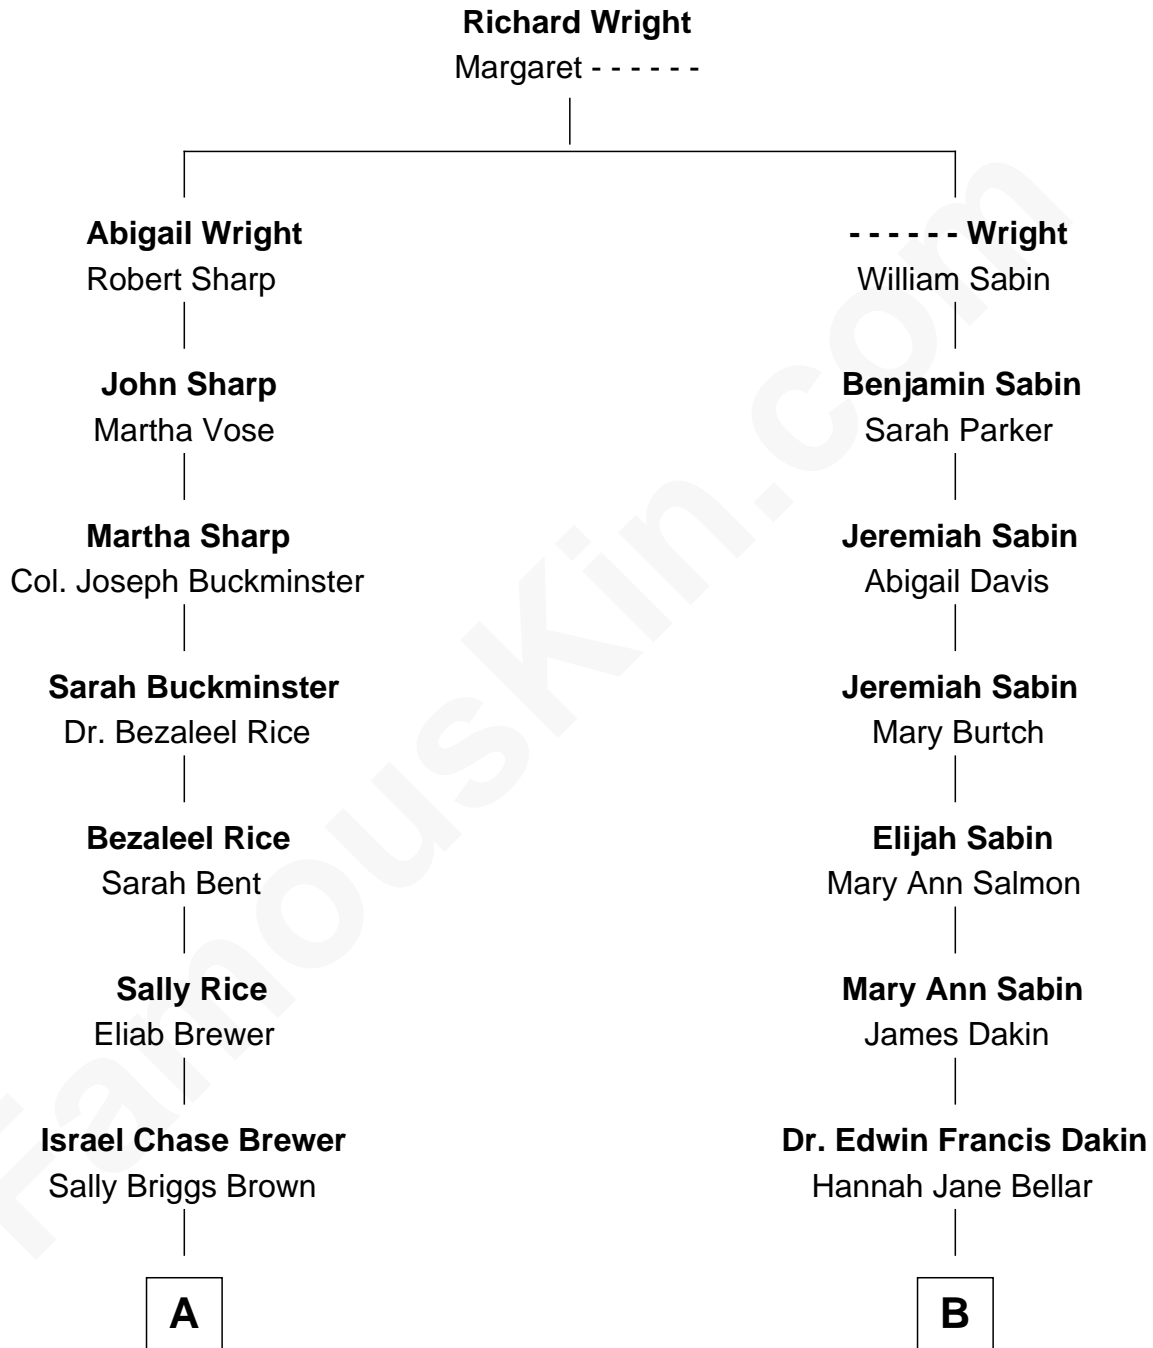 Richard Wright
Margaret - - - - - -
Abigail Wright
Robert Sharp
- - - - - - Wright
William Sabin
John Sharp
Martha Vose
Benjamin Sabin
Sarah Parker
Martha Sharp
Col. Joseph Buckminster
Jeremiah Sabin
Abigail Davis
Sarah Buckminster
Dr. Bezaleel Rice
Jeremiah Sabin
Mary Burtch
Bezaleel Rice
Sarah Bent
Elijah Sabin
Mary Ann Salmon
Sally Rice
Eliab Brewer
Mary Ann Sabin
James Dakin
Israel Chase Brewer
Sally Briggs Brown
Dr. Edwin Francis Dakin
Hannah Jane Bellar
A
B
FamousKin.com